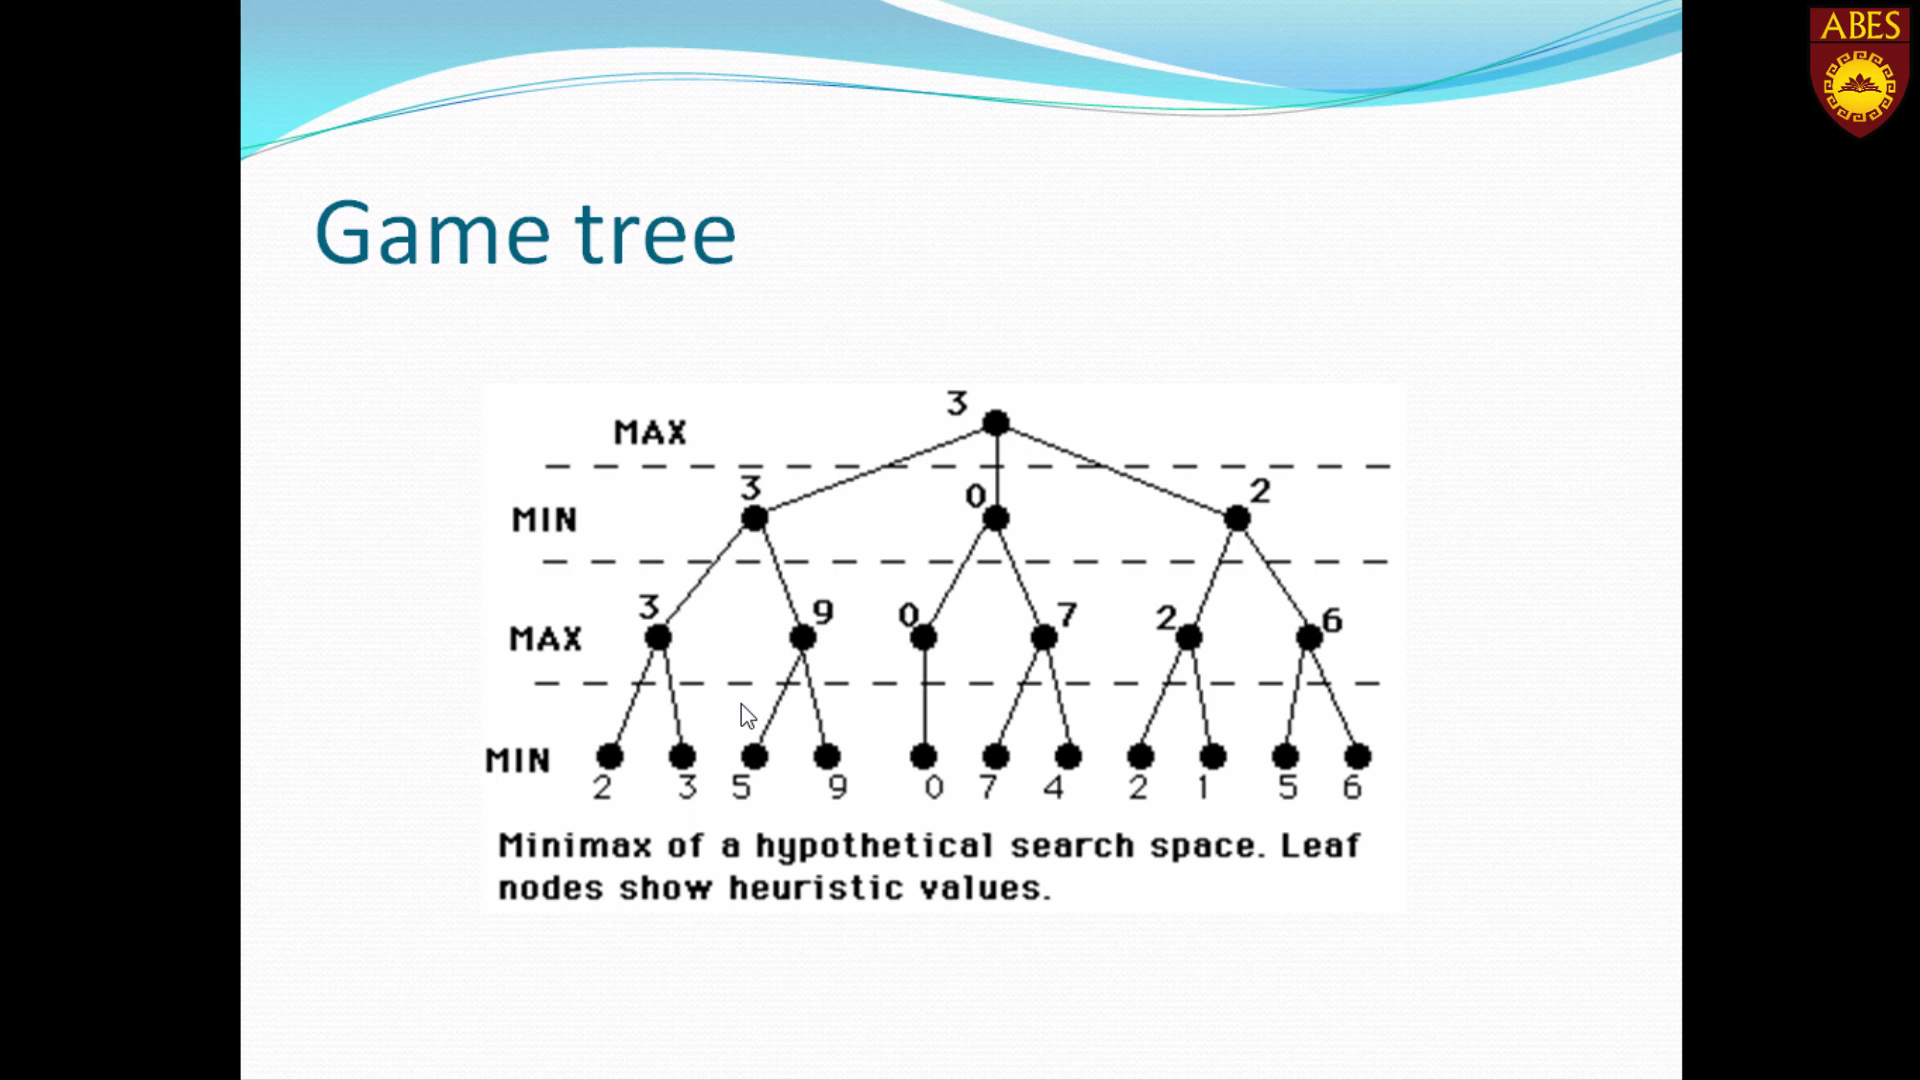 ABES
Game tree
3
MAX
3 0 2
MIN
3 9 0 7 2 6
MAX
MIN
2 3 5 9 0 7 4 2 1 5 6
Minimax of a hypothetical search space. Leaf
nodes show heuristic values.